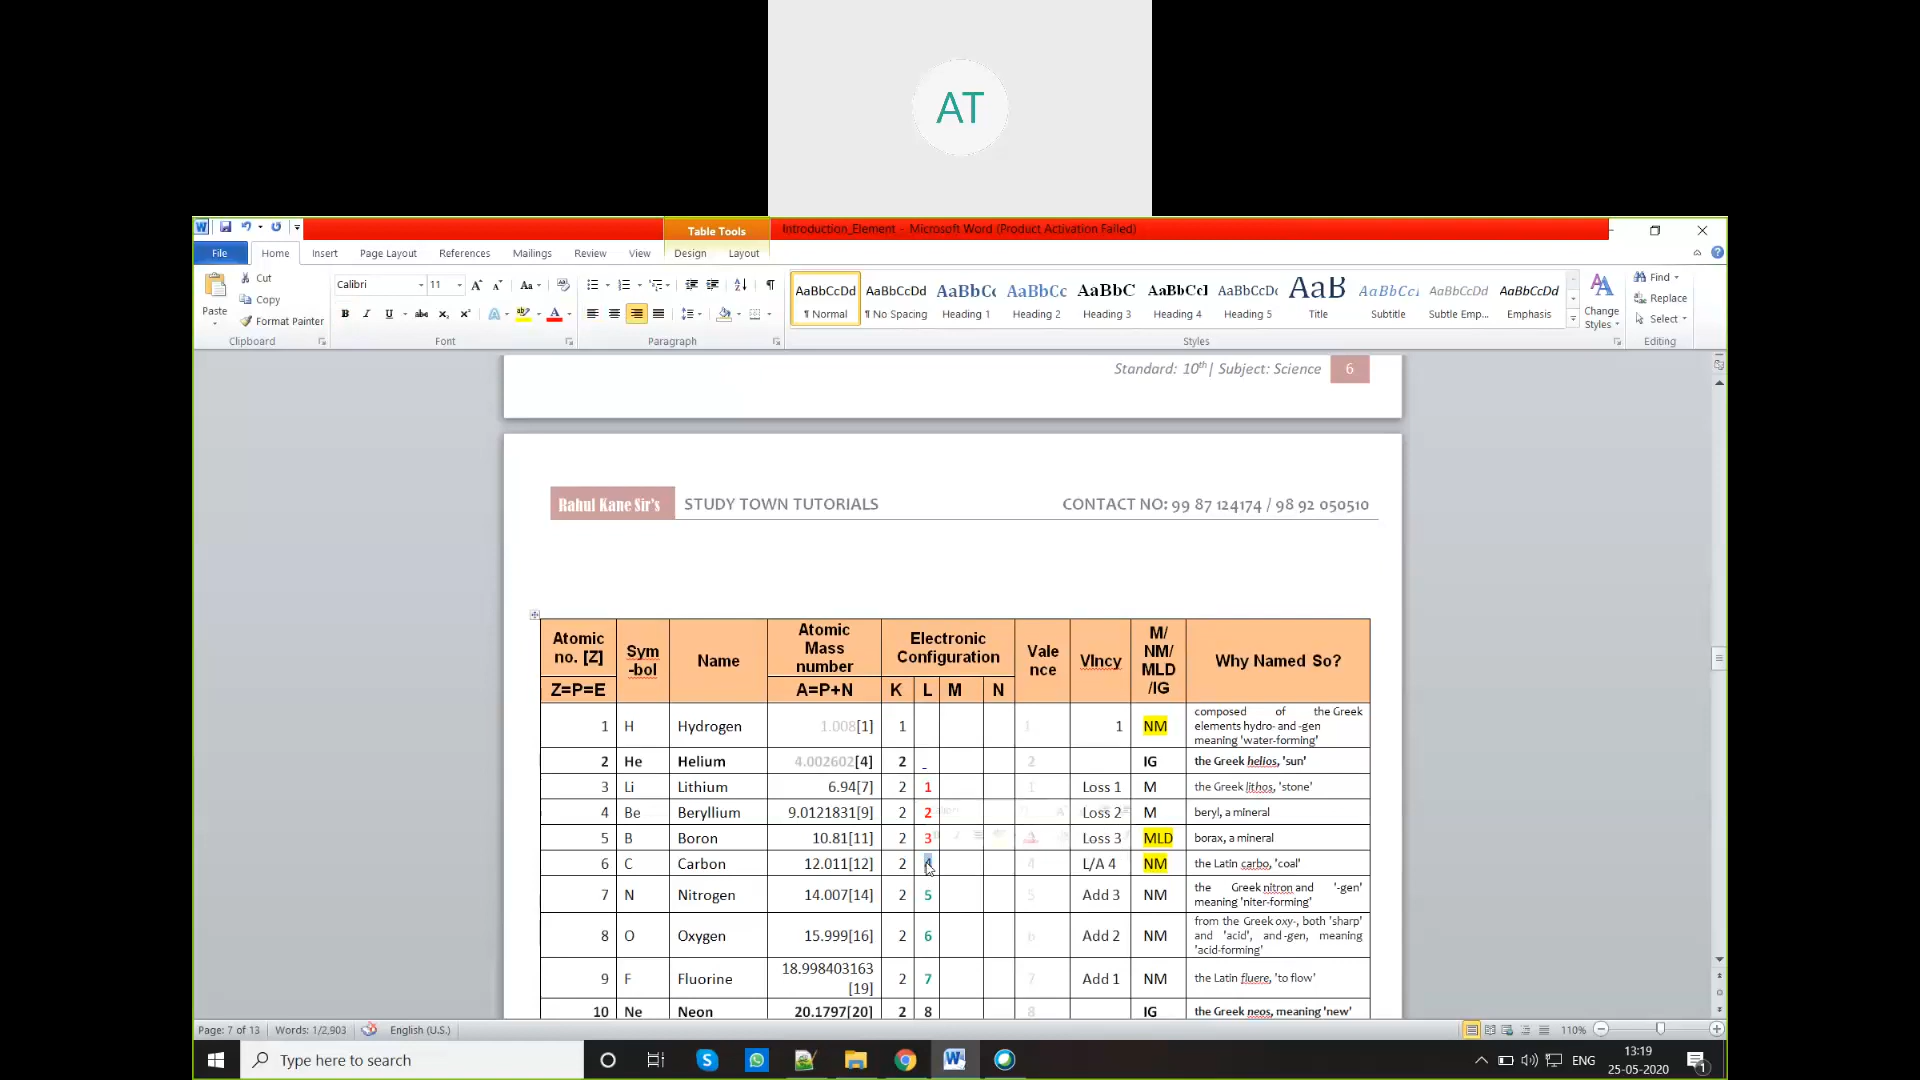 AT
Table Tools
Introduction_Element - Microsoft Word (Product Activation Failed)
File Home Insert Page Layout References Mailings Review View Design Layout
Paste
Cut
Copy
Format Painter
Calibri 11
AaBbCcDd AaBbCcDd AaBbCc AaBbCc AaBbC AaBbCcI AaBbCcDc AaB AaBbCcI AaBbCcDd AaBbCcDd
¶ Normal ¶ No Spacing Heading 1 Heading 2 Heading 3 Heading 4 Heading 5 Title Subtitle Subtle Emp... Emphasis
Change Styles
Find
Replace
Select
Clipboard Font Paragraph Styles Editing
Standard: 10th| Subject: Science 6
Rahul Kane Sir's STUDY TOWN TUTORIALS CONTACT NO: 99 87 124174 / 98 92 050510
Atomic no. [Z] Sym-bol Name Atomic Mass number Electronic Configuration Vale nce Vlncy M/ NM/ MLD /IG Why Named So?
Z=P=E A=P+N K L M N
1 H Hydrogen 1.008[1] 1 1 1 NM composed of the Greek elements hydro- and -gen meaning 'water-forming'
2 He Helium 4.002602[4] 2 - 2 IG the Greek helios, 'sun'
3 Li Lithium 6.94[7] 2 1 1 Loss 1 M the Greek lithos, 'stone'
4 Be Beryllium 9.0121831[9] 2 2 Loss 2 M beryl, a mineral
5 B Boron 10.81[11] 2 3 Loss 3 MLD borax, a mineral
6 C Carbon 12.011[12] 2 4 4 L/A 4 NM the Latin carbo, 'coal'
7 N Nitrogen 14.007[14] 2 5 5 Add 3 NM the Greek nitron and '-gen' meaning 'niter-forming'
8 O Oxygen 15.999[16] 2 6 6 Add 2 NM from the Greek oxy-, both 'sharp' and 'acid', and -gen, meaning 'acid-forming'
9 F Fluorine 18.998403163 [19] 2 7 7 Add 1 NM the Latin fluere, 'to flow'
10 Ne Neon 20.1797[20] 2 8 8 IG the Greek neos, meaning 'new'
Page: 7 of 13 Words: 1/2,903 English (U.S.) 110%
Type here to search
ENG
13:19
25-05-2020
1